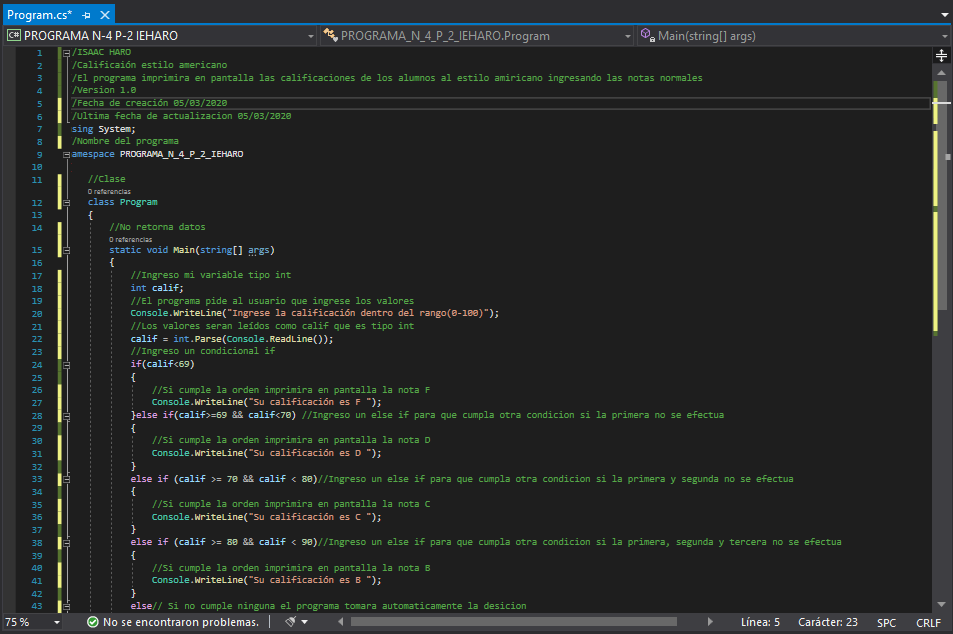 Program.cs*
C# PROGRAMA N-4 P-2 IEHARO PROGRAMA_N_4_P_2_IEHARO.Program Main(string[] args)
1 /ISAAC HARO
2 /Calificaión estilo americano
3 /El programa imprimira en pantalla las calificaciones de los alumnos al estilo amiricano ingresando las notas normales
4 /Version 1.0
5 /Fecha de creación 05/03/2020
6 /Ultima fecha de actualizacion 05/03/2020
7 sing System;
8 /Nombre del programa
9 amespace PROGRAMA_N_4_P_2_IEHARO
10
11 //Clase
0 referencias
12 class Program
13 {
14 //No retorna datos
0 referencias
15 static void Main(string[] args)
16 {
17 //Ingreso mi variable tipo int
18 int calif;
19 //El programa pide al usuario que ingrese los valores
20 Console.WriteLine("Ingrese la calificación dentro del rango(0-100)");
21 //Los valores seran leídos como calif que es tipo int
22 calif = int.Parse(Console.ReadLine());
23 //Ingreso un condicional if
24 if(calif<69)
25 {
26 //Si cumple la orden imprimira en pantalla la nota F
27 Console.WriteLine("Su calificación es F ");
28 }else if(calif>=69 && calif<70) //Ingreso un else if para que cumpla otra condicion si la primera no se efectua
29 {
30 //Si cumple la orden imprimira en pantalla la nota D
31 Console.WriteLine("Su calificación es D ");
32 }
33 else if (calif >= 70 && calif < 80)//Ingreso un else if para que cumpla otra condicion si la primera y segunda no se efectua
34 {
35 //Si cumple la orden imprimira en pantalla la nota C
36 Console.WriteLine("Su calificación es C ");
37 }
38 else if (calif >= 80 && calif < 90)//Ingreso un else if para que cumpla otra condicion si la primera, segunda y tercera no se efectua
39 {
40 //Si cumple la orden imprimira en pantalla la nota B
41 Console.WriteLine("Su calificación es B ");
42 }
43 else// Si no cumple ninguna el programa tomara automaticamente la desicion
75 % No se encontraron problemas. Línea: 5 Carácter: 23 SPC CRLF